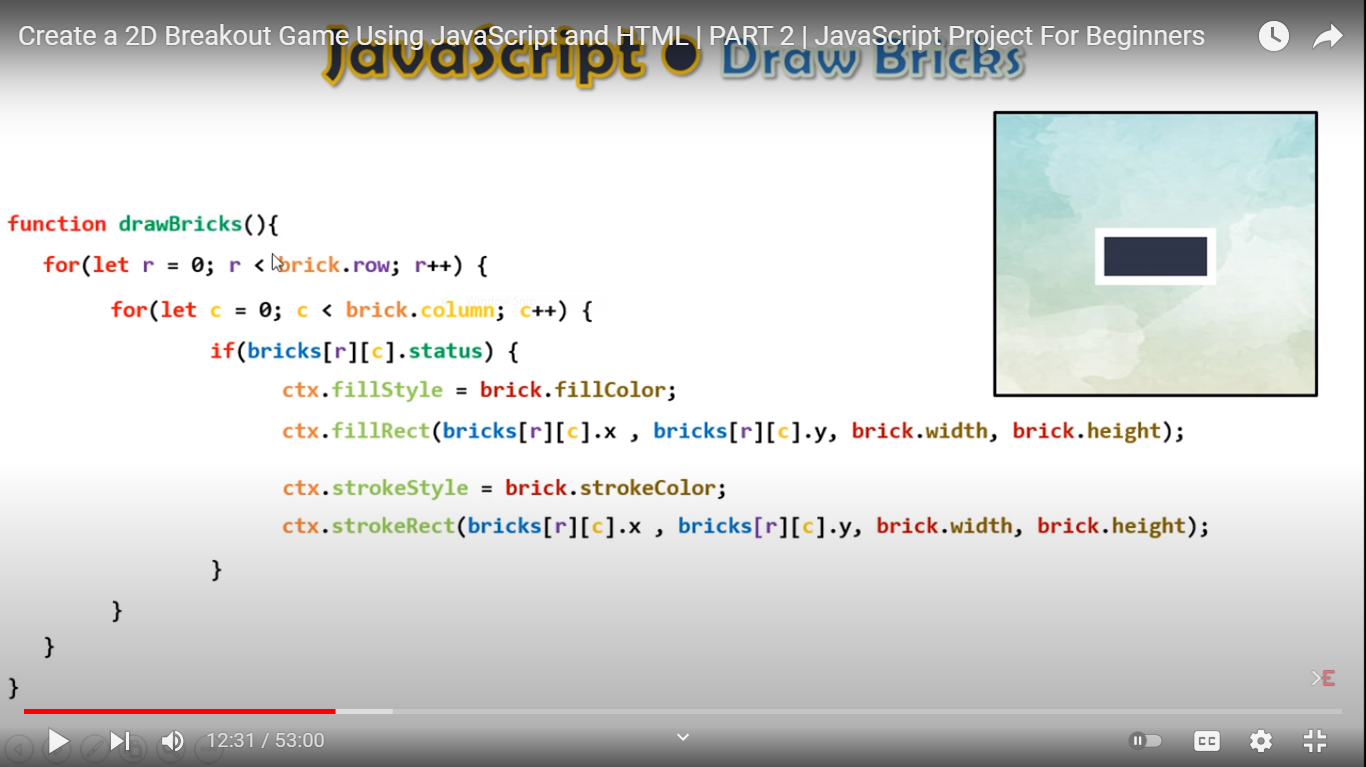 Create a 2D Breakout Game Using JavaScript and HTML | PART 2 | JavaScript Project For Beginners
JavaScript ● Draw Bricks
function drawBricks(){
for(let r = 0; r < brick.row; r++) {
for(let c = 0; c < brick.column; c++) {
if(bricks[r][c].status) {
ctx.fillStyle = brick.fillColor;
ctx.fillRect(bricks[r][c].x , bricks[r][c].y, brick.width, brick.height);
ctx.strokeStyle = brick.strokeColor;
ctx.strokeRect(bricks[r][c].x , bricks[r][c].y, brick.width, brick.height);
}
}
}
}
>E
12:31 / 53:00
CC